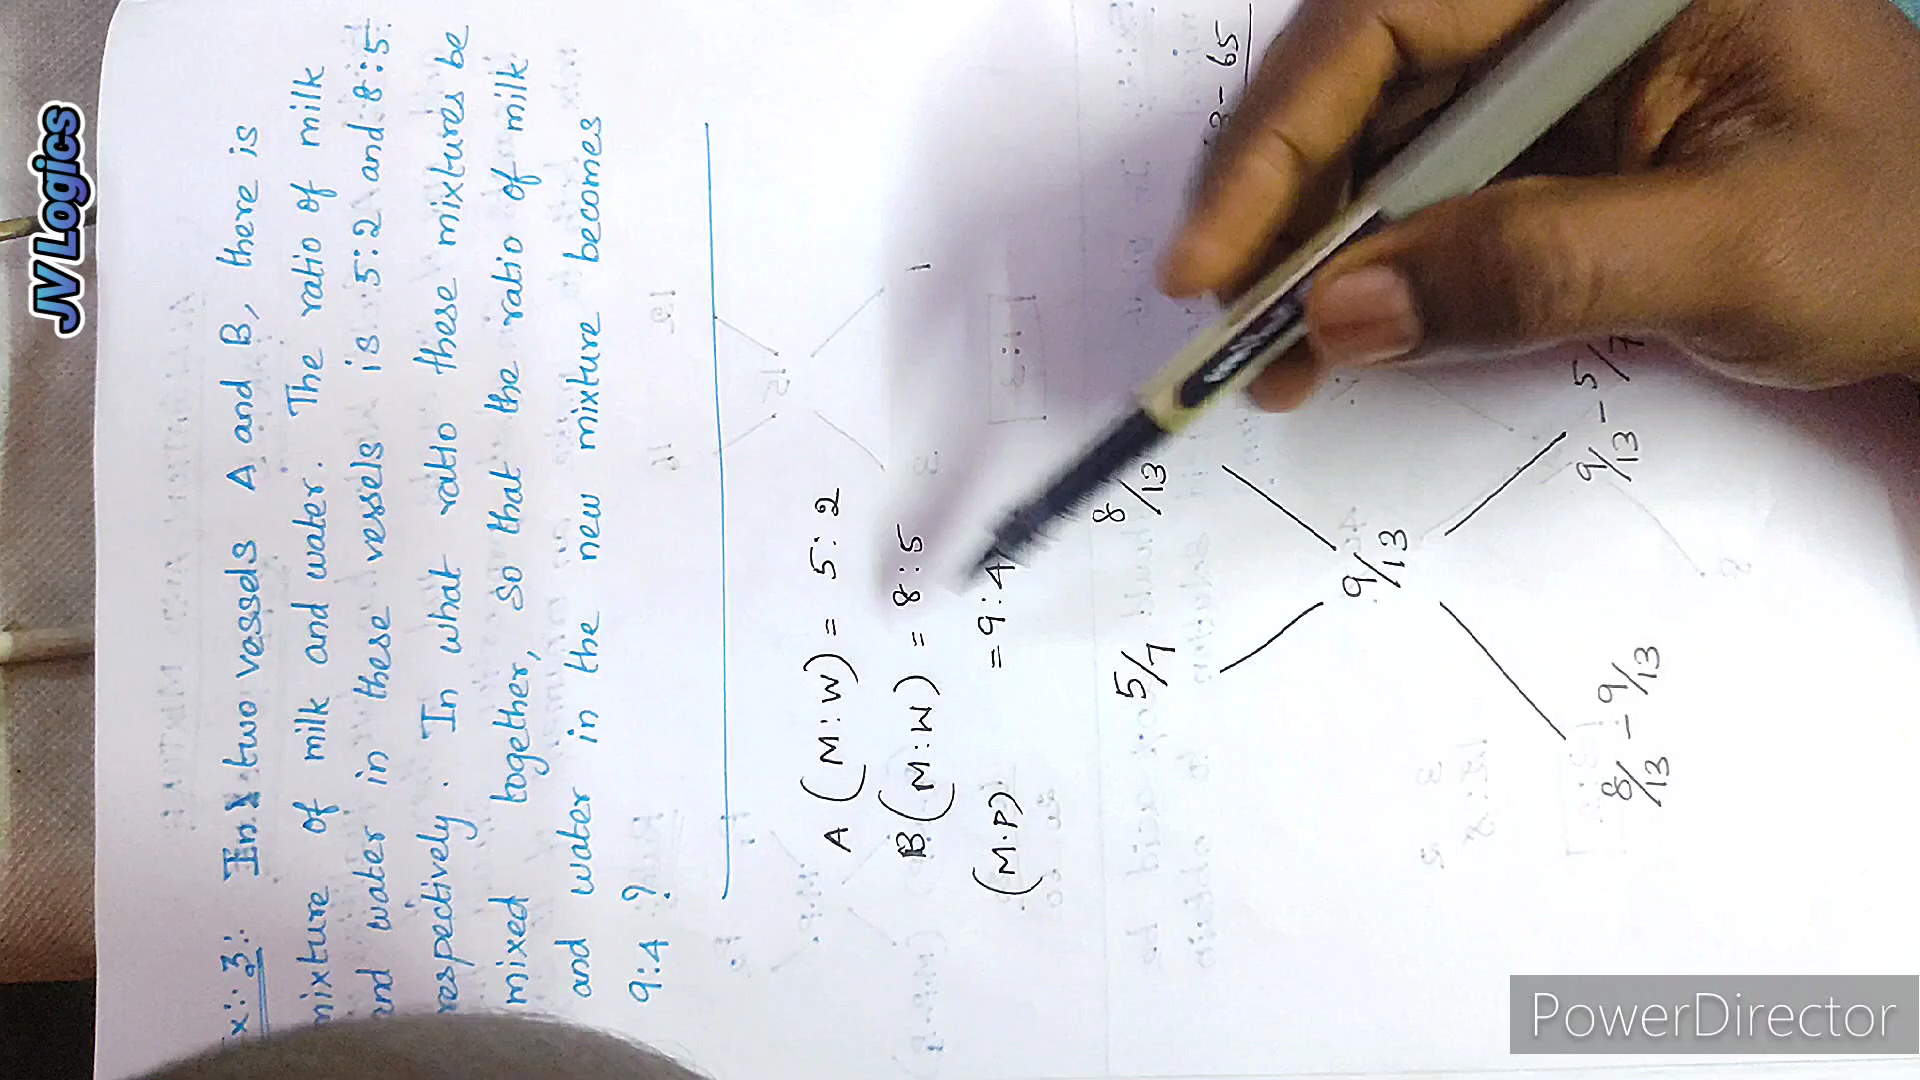 JV Logics
Ex:-3:- In 2 two vessels A and B, there is
mixture of milk and water. The ratio of milk
and water in these vessels is 5:2 and 8:5
respectively. In what ratio these mixtures be
mixed together, so that the ratio of milk
and water in the new mixture becomes
9:4 ?
A (M:W) = 5:2
B (M:W) = 8:5
(M.P) = 9:4
5/7 8/13
9/13
8/13 - 9/13 9/13 - 5/7
- 65
PowerDirector